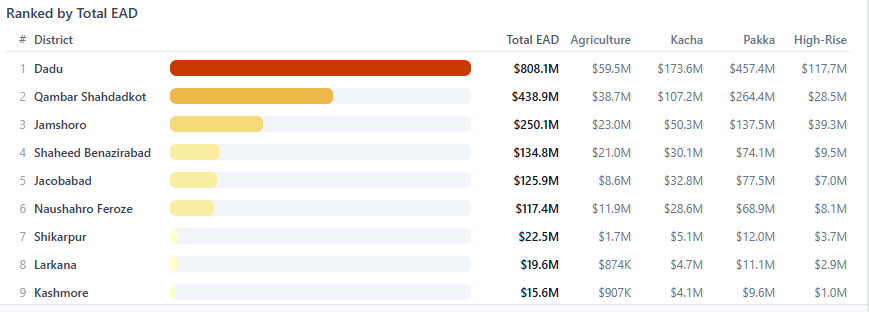 Ranked by Total EAD
# District Total EAD Agriculture Kacha Pakka High-Rise
1 Dadu $808.1M $59.5M $173.6M $457.4M $117.7M
2 Qambar Shahdadkot $438.9M $38.7M $107.2M $264.4M $28.5M
3 Jamshoro $250.1M $23.0M $50.3M $137.5M $39.3M
4 Shaheed Benazirabad $134.8M $21.0M $30.1M $74.1M $9.5M
5 Jacobabad $125.9M $8.6M $32.8M $77.5M $7.0M
6 Naushahro Feroze $117.4M $11.9M $28.6M $68.9M $8.1M
7 Shikarpur $22.5M $1.7M $5.1M $12.0M $3.7M
8 Larkana $19.6M $874K $4.7M $11.1M $2.9M
9 Kashmore $15.6M $907K $4.1M $9.6M $1.0M